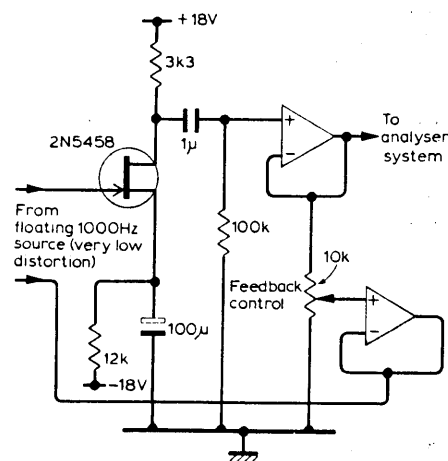 +18V
3k3
2N5458
1µ
To
analyser
system
From
floating 1000Hz
source (very low
distortion)
100k
10k
Feedback
control
100µ
12k
-18V
+
-
+
-